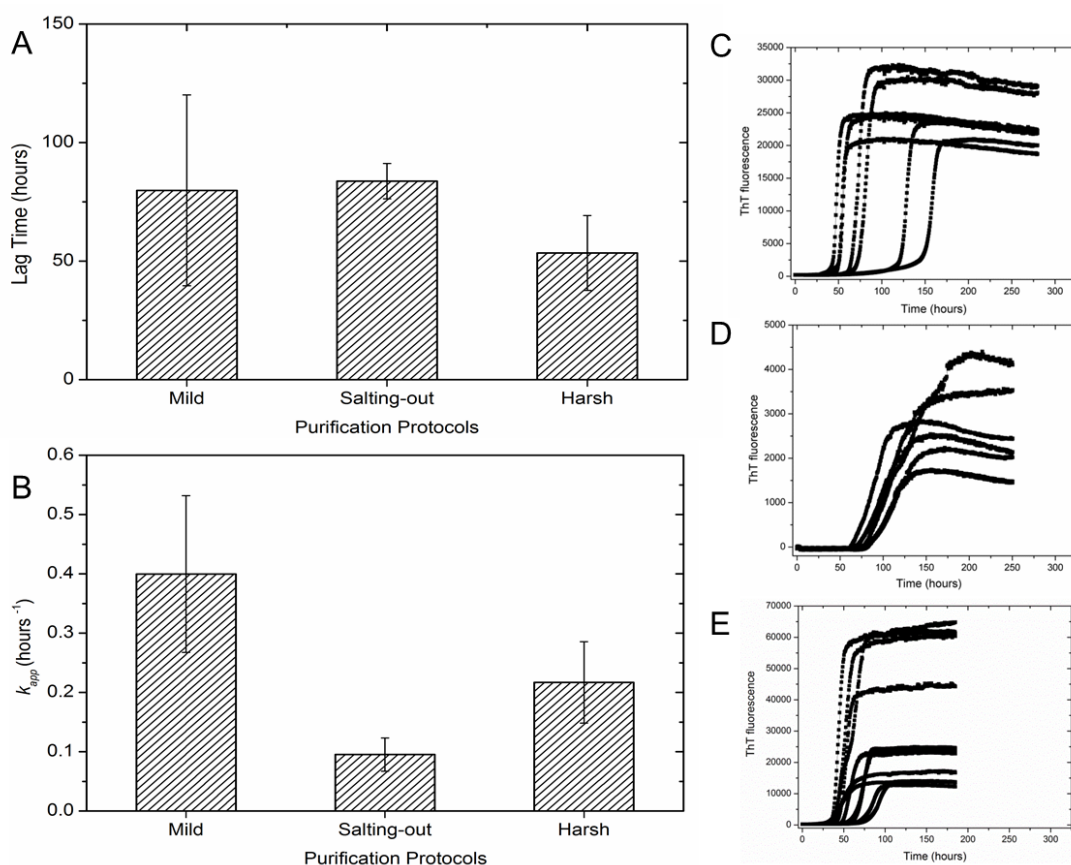 A
150
100
50
0
Lag Time (hours)
Mild Salting-out Harsh
Purification Protocols
B
0.6
0.5
0.4
0.3
0.2
0.1
0.0
kapp (hours-1)
Mild Salting-out Harsh
Purification Protocols
C
35000
30000
25000
20000
15000
10000
5000
0
ThT fluorescence
0 50 100 150 200 250 300
Time (hours)
D
5000
4000
3000
2000
1000
0
ThT fluorescence
0 50 100 150 200 250 300
Time (hours)
E
70000
60000
50000
40000
30000
20000
10000
0
ThT fluorescence
0 50 100 150 200 250 300
Time (hours)